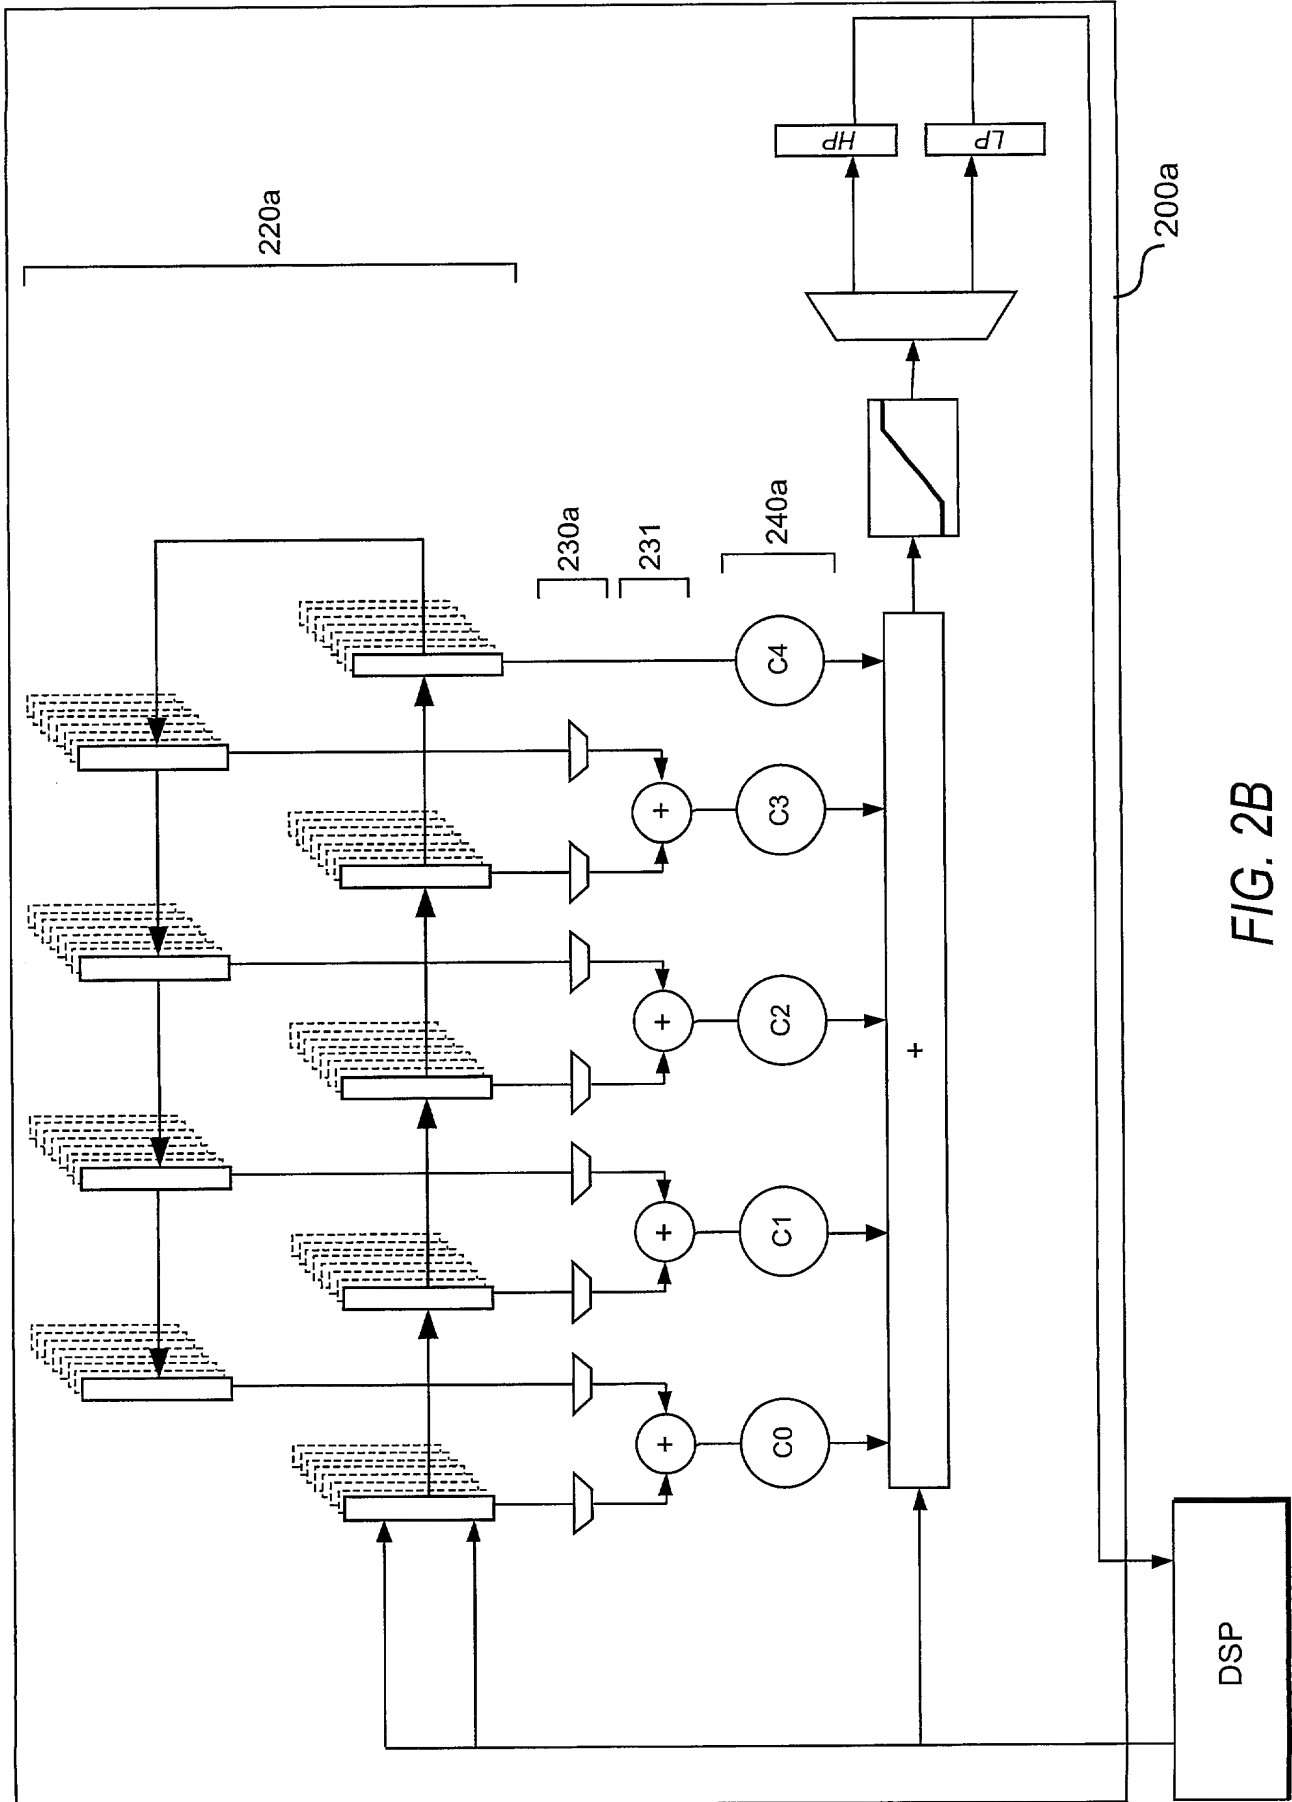 220a
230a
231
240a
+
+
+
+
C0
C1
C2
C3
C4
+
HP
LP
200a
DSP
FIG. 2B